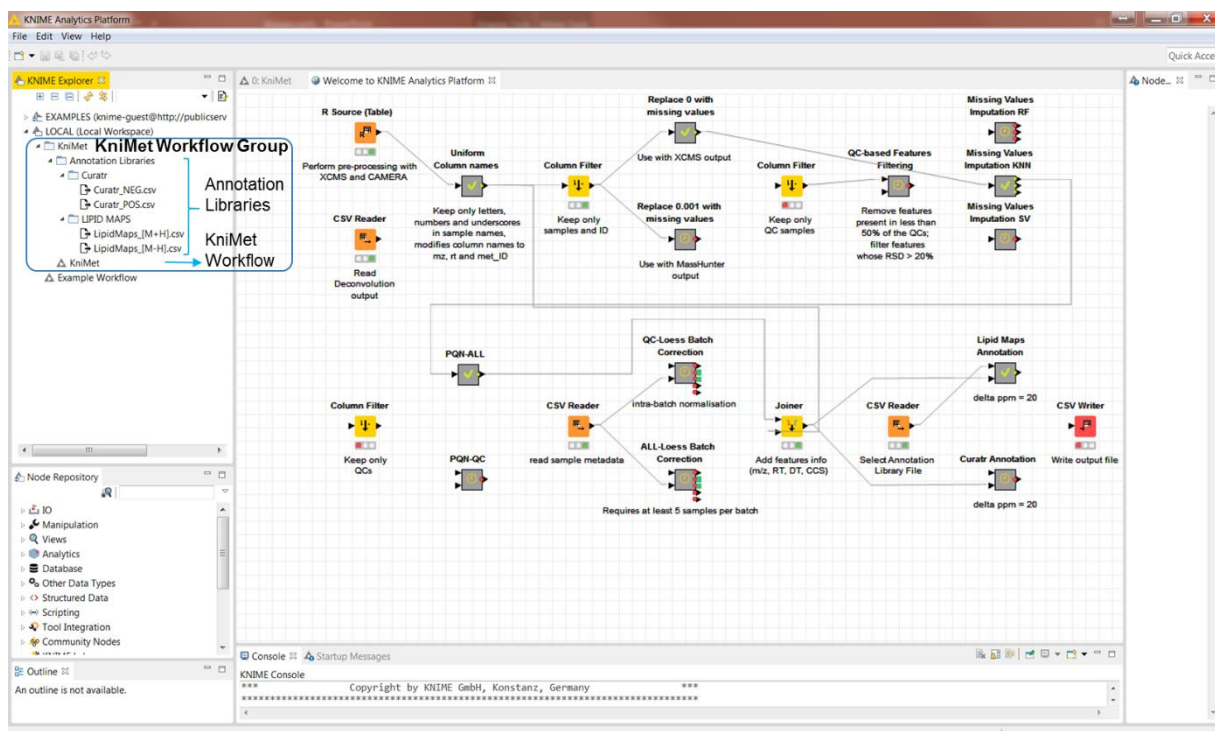 KNIME Analytics Platform
File Edit View Help
Quick Acce
KNIME Explorer
EXAMPLES (knime-guest@http://publicserv
LOCAL (Local Workspace)
KniMet
KniMet Workflow Group
Annotation Libraries
Curatr
Curatr_NEG.csv
Curatr_POS.csv
LIPID MAPS
LipidMaps_[M+H].csv
LipidMaps_[M-H].csv
KniMet
Example Workflow
Annotation
Libraries
KniMet
Workflow
Node Repository
IO
Manipulation
Views
Analytics
Database
Other Data Types
Structured Data
Scripting
Tool Integration
Community Nodes
Outline
An outline is not available.
0: KniMet
Welcome to KNIME Analytics Platform
Node_
R Source (Table)
Perform pre-processing with
XCMS and CAMERA
CSV Reader
Read
Deconvolution
output
Uniform
Column names
Keep only letters,
numbers and underscores
in sample names,
modifies column names to
mz, rt and met_ID
Column Filter
Keep only
samples and ID
Replace 0 with
missing values
Use with XCMS output
Replace 0.001 with
missing values
Use with MassHunter
output
Column Filter
Keep only
QC samples
QC-based Features
Filtering
Remove features
present in less than
50% of the QCs;
filter features
whose RSD > 20%
Missing Values
Imputation RF
Missing Values
Imputation KNN
Missing Values
Imputation SV
PQN-ALL
Column Filter
Keep only
QCs
PQN-QC
CSV Reader
read sample metadata
QC-Loess Batch
Correction
intra-batch normalisation
ALL-Loess Batch
Correction
Requires at least 5 samples per batch
Joiner
Add features info
(m/z, RT, DT, CCS)
CSV Reader
Select Annotation
Library File
Lipid Maps
Annotation
delta ppm = 20
Curatr Annotation
delta ppm = 20
CSV Writer
Write output file
Console
Startup Messages
KNIME Console
*** Copyright by KNIME GmbH, Konstanz, Germany ***